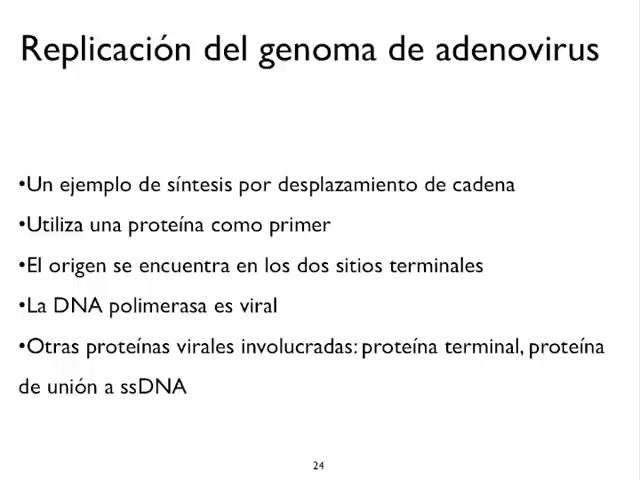 Replicación del genoma de adenovirus
•Un ejemplo de síntesis por desplazamiento de cadena
•Utiliza una proteína como primer
•El origen se encuentra en los dos sitios terminales
•La DNA polimerasa es viral
•Otras proteínas virales involucradas: proteína terminal, proteína
de unión a ssDNA
24